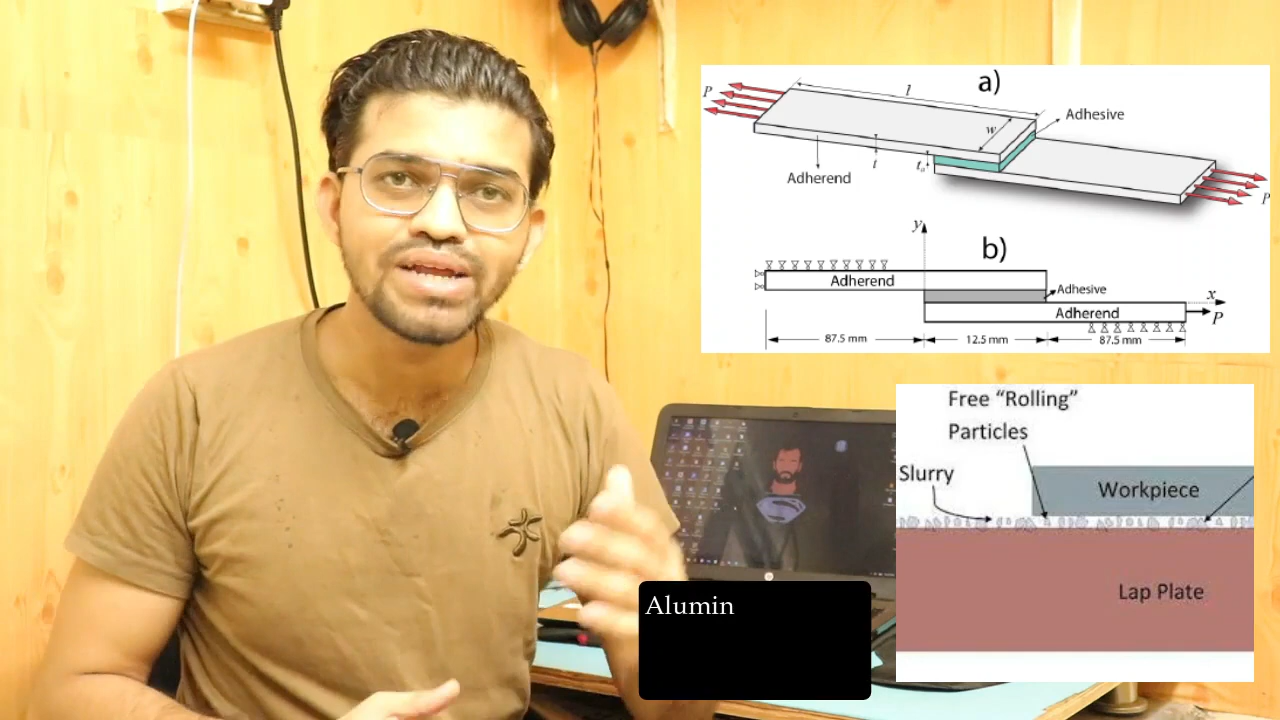 a)
P
l
w
Adhesive
t
tₐ
Adherend
P
y
b)
Adherend
Adhesive
x
Adherend
P
87.5 mm
12.5 mm
87.5 mm
Free “Rolling”
Particles
Slurry
Workpiece
Lap Plate
Alumin